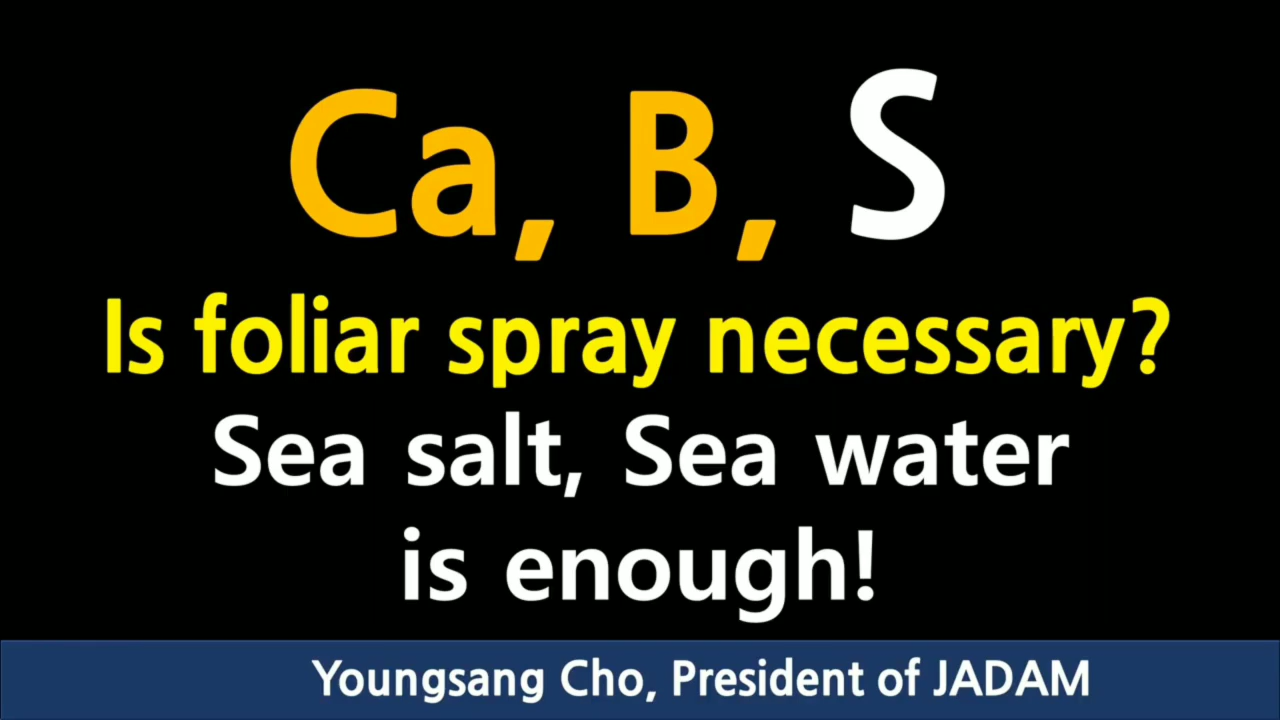 Ca, B, S
Is foliar spray necessary?
Sea salt, Sea water
is enough!
Youngsang Cho, President of JADAM